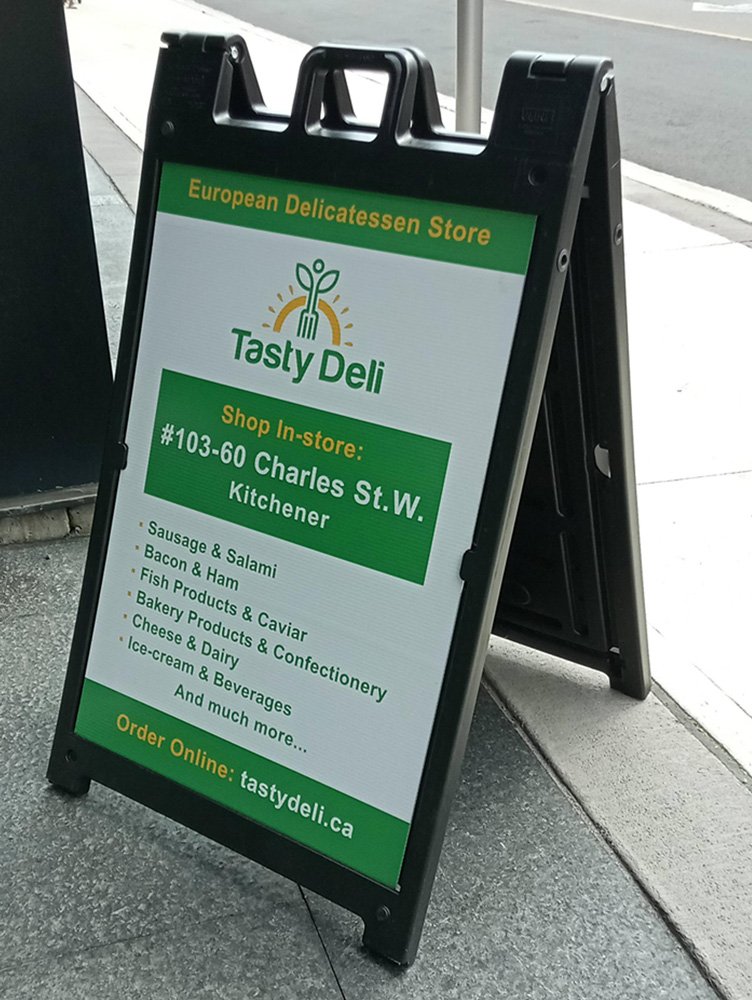 European Delicatessen Store
Tasty Deli
Shop In-store:
#103-60 Charles St.W.
Kitchener
· Sausage & Salami
· Bacon & Ham
· Fish Products & Caviar
· Bakery Products & Confectionery
· Cheese & Dairy
· Ice-cream & Beverages
And much more...
Order Online: tastydeli.ca